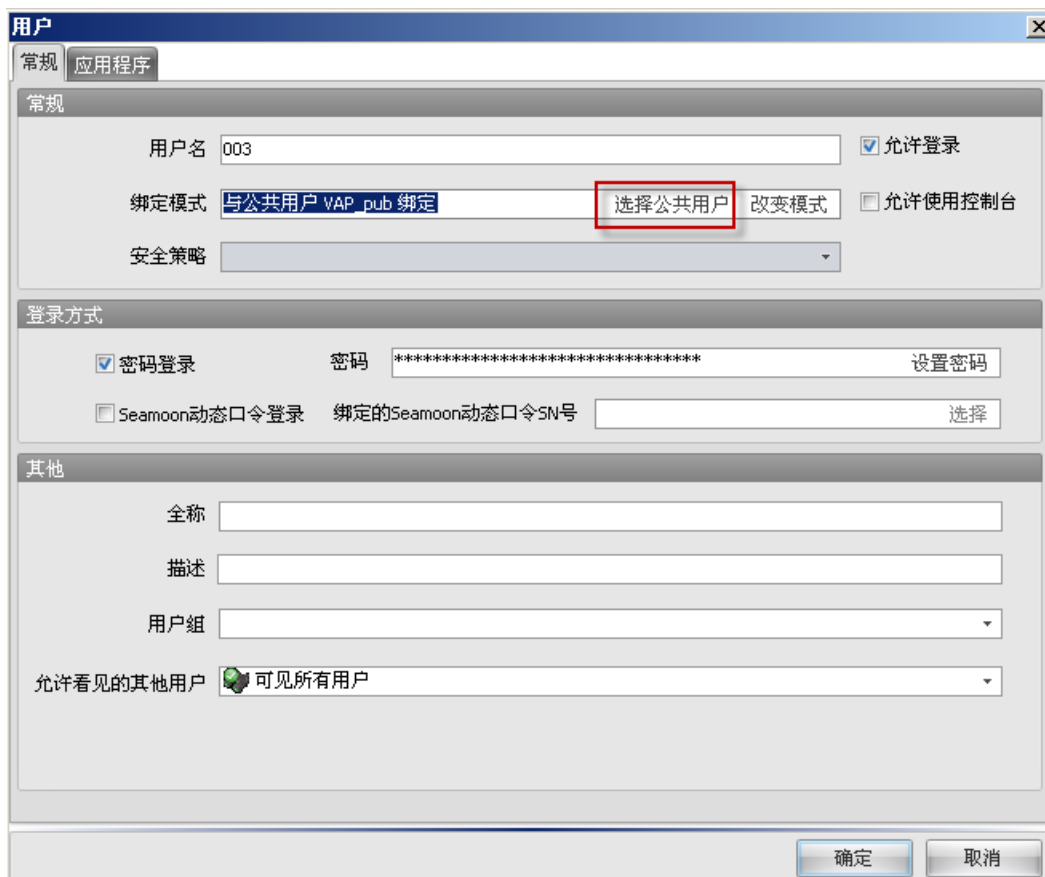 用户
常规 应用程序
常规
用户名 003 允许登录
绑定模式 与公共用户 VAP_pub 绑定 选择公共用户 改变模式 允许使用控制台
安全策略
登录方式
密码登录 密码 ******************************** 设置密码
Seamoon动态口令登录 绑定的Seamoon动态口令SN号 选择
其他
全称
描述
用户组
允许看见的其他用户 可见所有用户
确定 取消